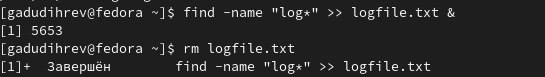 [gadudihrev@fedora ~]$ find -name "log*" >> logfile.txt &
[1] 5653
[gadudihrev@fedora ~]$ rm logfile.txt
[1]+  Завершён        find -name "log*" >> logfile.txt